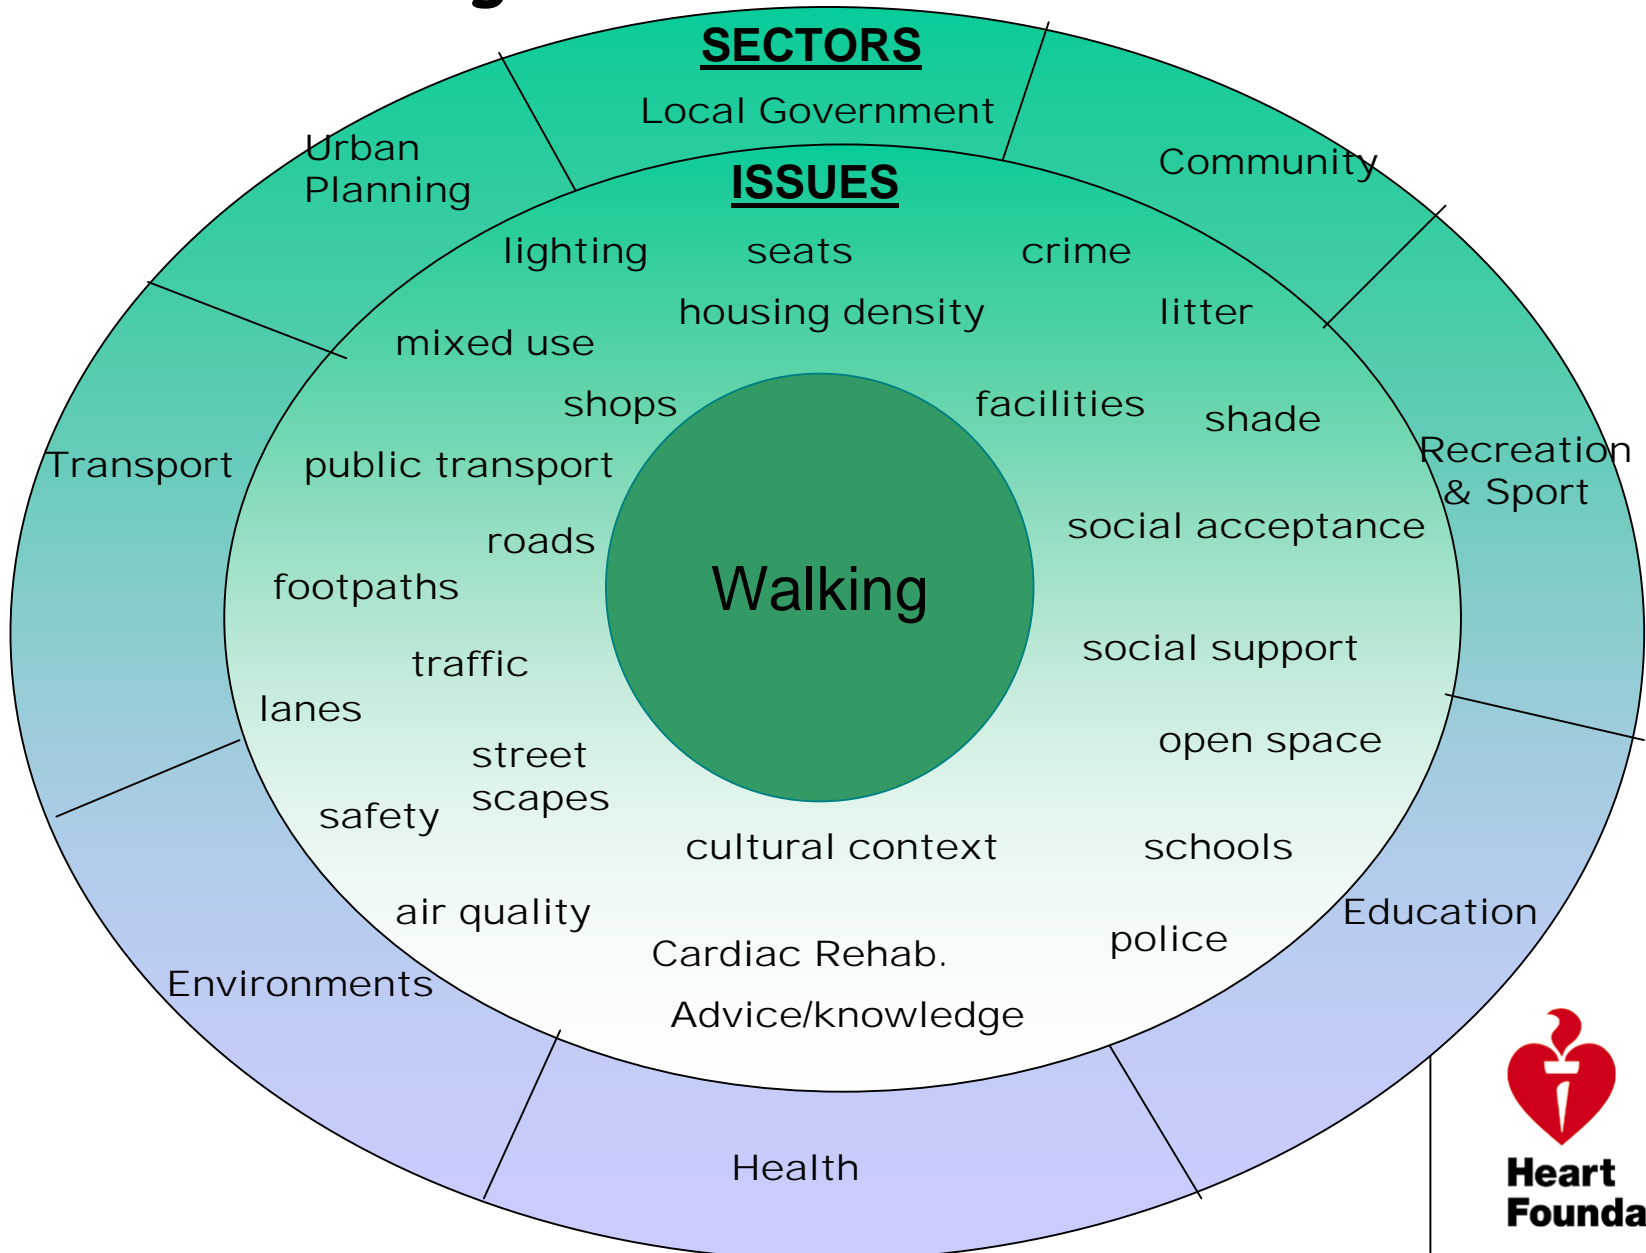 SECTORS
Local Government
Urban
Planning
Community
ISSUES
lighting seats crime
housing density litter
mixed use
shops facilities shade
Transport public transport
Recreation
& Sport
roads social acceptance
footpaths Walking
traffic social support
lanes
street
scapes
open space
safety
cultural context schools
air quality Education
Cardiac Rehab. police
Environments
Advice/knowledge
Health
Heart
Founda